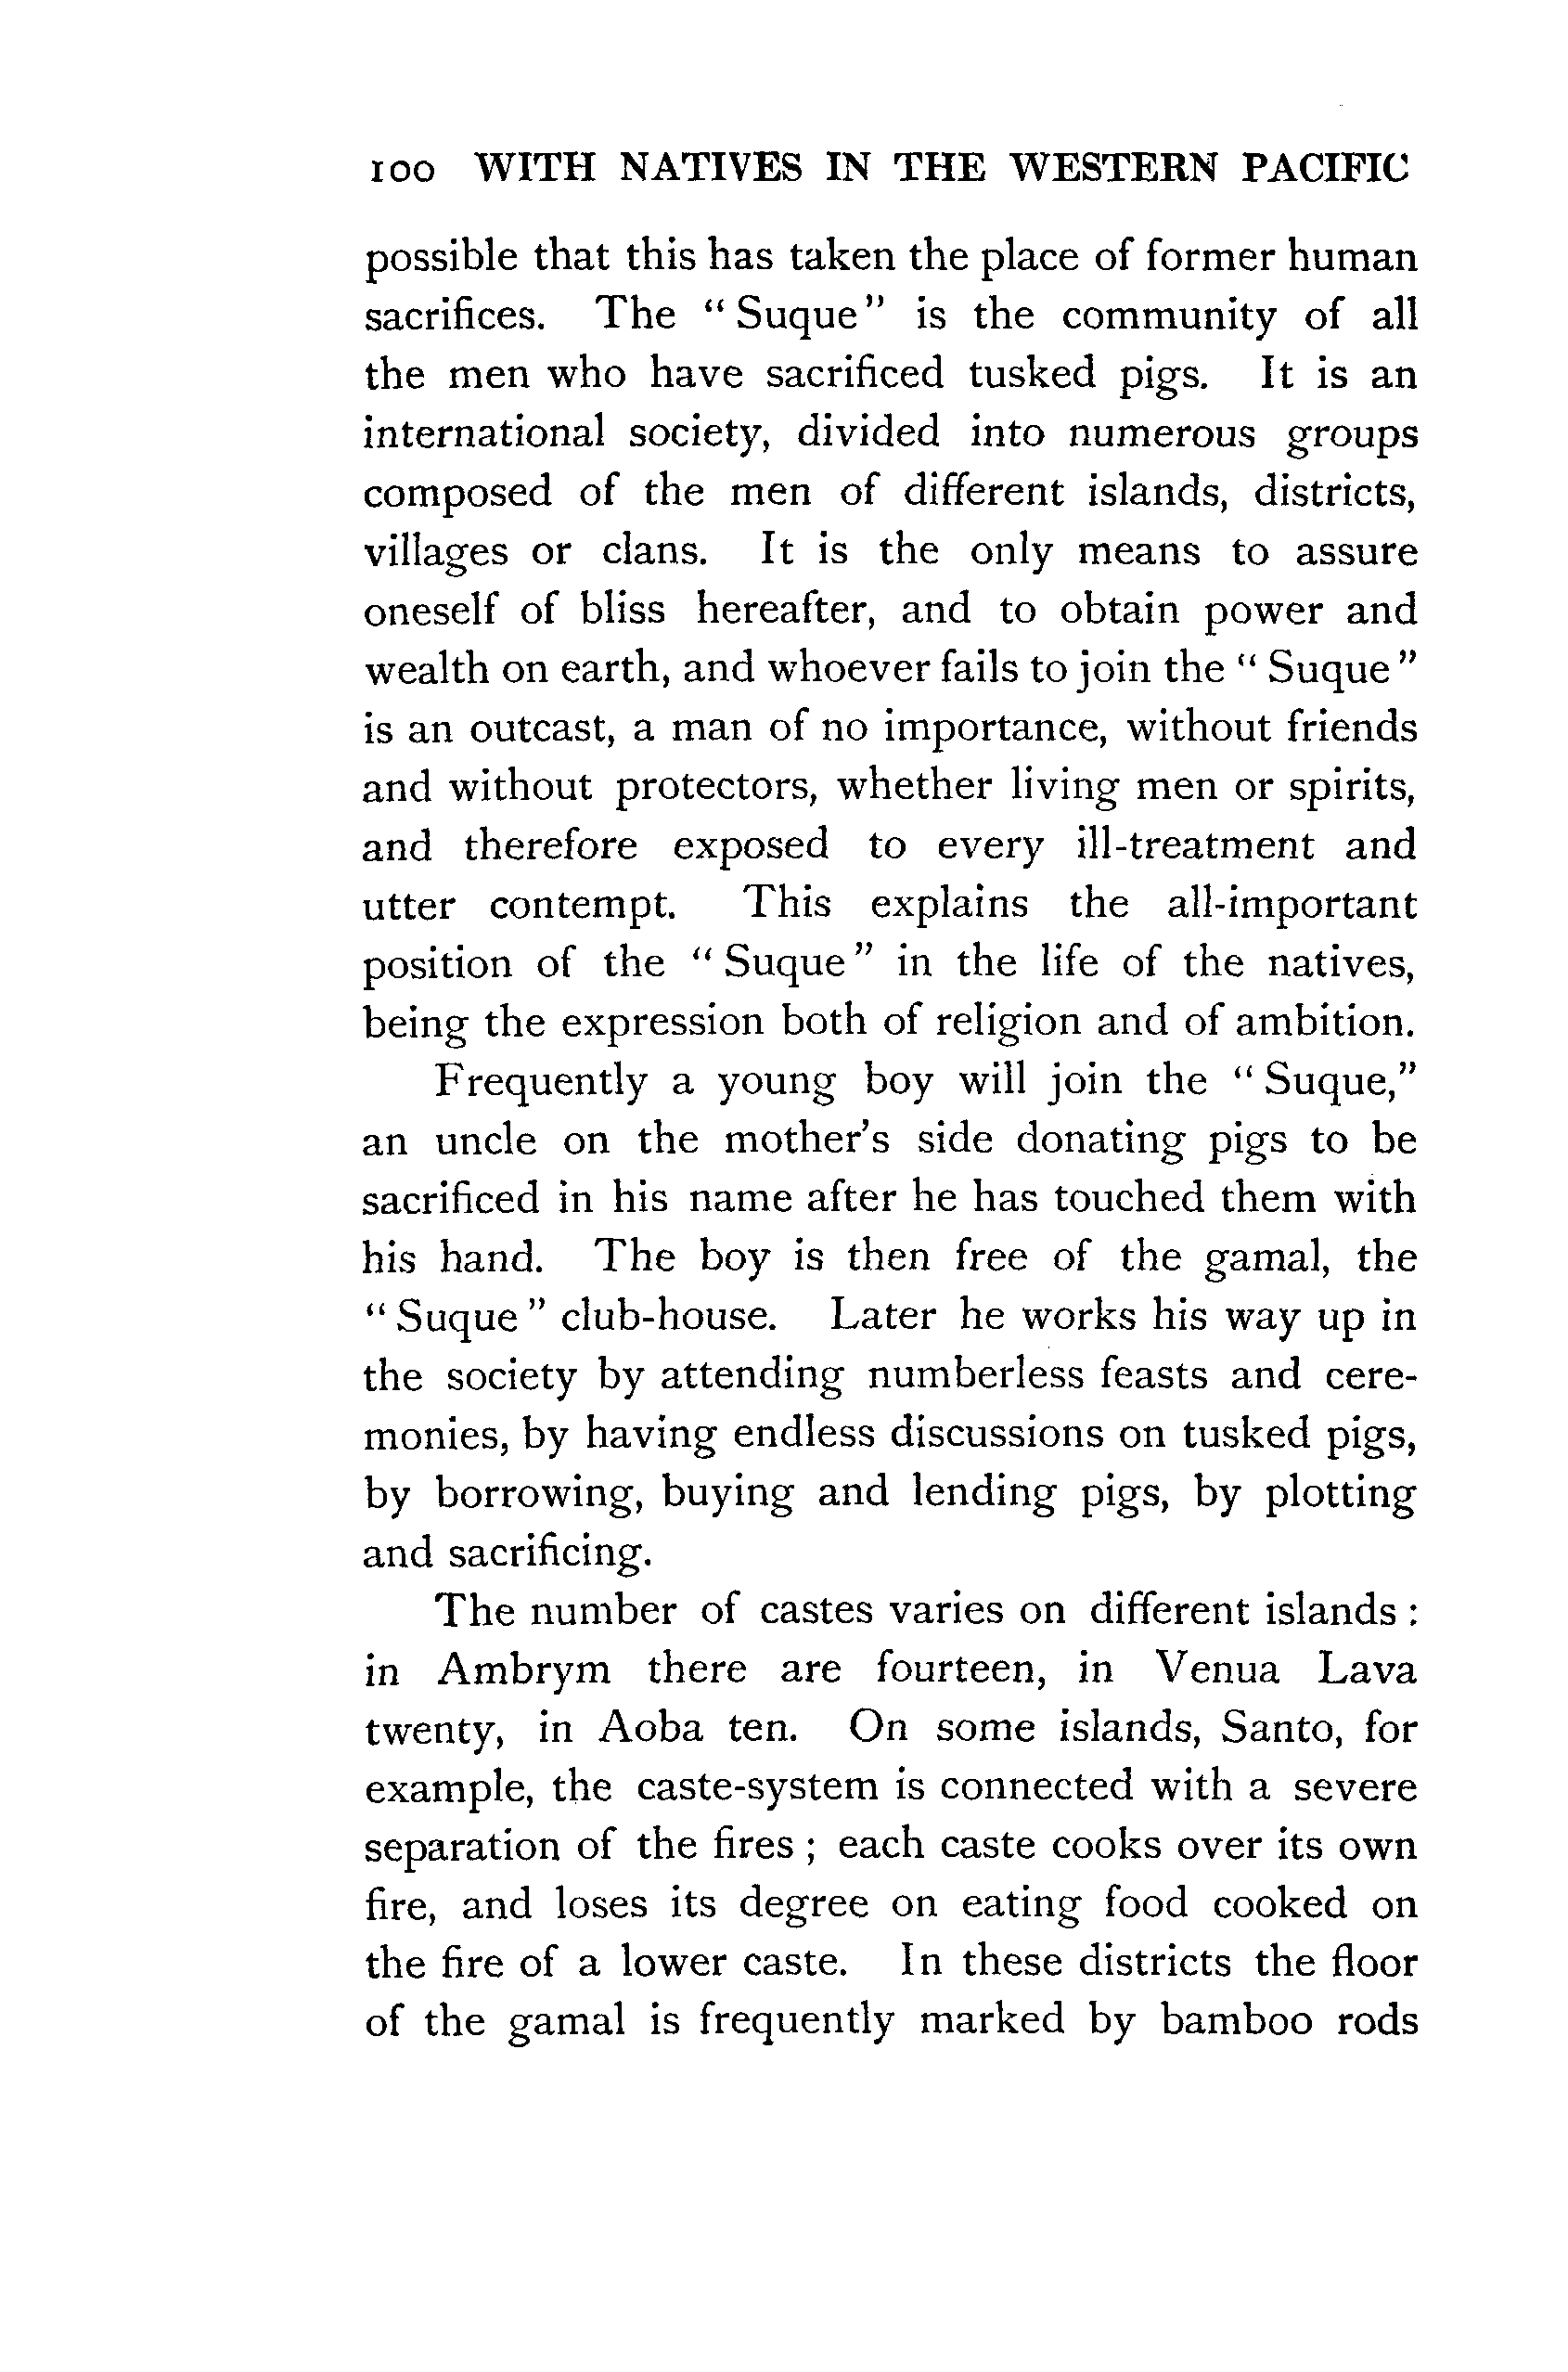 100 WITH NATIVES IN THE WESTERN PACIFIC
possible that this has taken the place of former human
sacrifices. The “ Suque ” is the community of all
the men who have sacrificed tusked pigs. It is an
international society, divided into numerous groups
composed of the men of different islands, districts,
villages or clans. It is the only means to assure
oneself of bliss hereafter, and to obtain power and
wealth on earth, and whoever fails to join the “ Suque ”
is an outcast, a man of no importance, without friends
and without protectors, whether living men or spirits,
and therefore exposed to every ill-treatment and
utter contempt. This explains the all-important
position of the “ Suque ” in the life of the natives,
being the expression both of religion and of ambition.
Frequently a young boy will join the “ Suque,”
an uncle on the mother’s side donating pigs to be
sacrificed in his name after he has touched them with
his hand. The boy is then free of the gamal, the
“ Suque ” club-house. Later he works his way up in
the society by attending numberless feasts and cere-
monies, by having endless discussions on tusked pigs,
by borrowing, buying and lending pigs, by plotting
and sacrificing.
The number of castes varies on different islands :
in Ambrym there are fourteen, in Venua Lava
twenty, in Aoba ten. On some islands, Santo, for
example, the caste-system is connected with a severe
separation of the fires ; each caste cooks over its own
fire, and loses its degree on eating food cooked on
the fire of a lower caste. In these districts the floor
of the gamal is frequently marked by bamboo rods